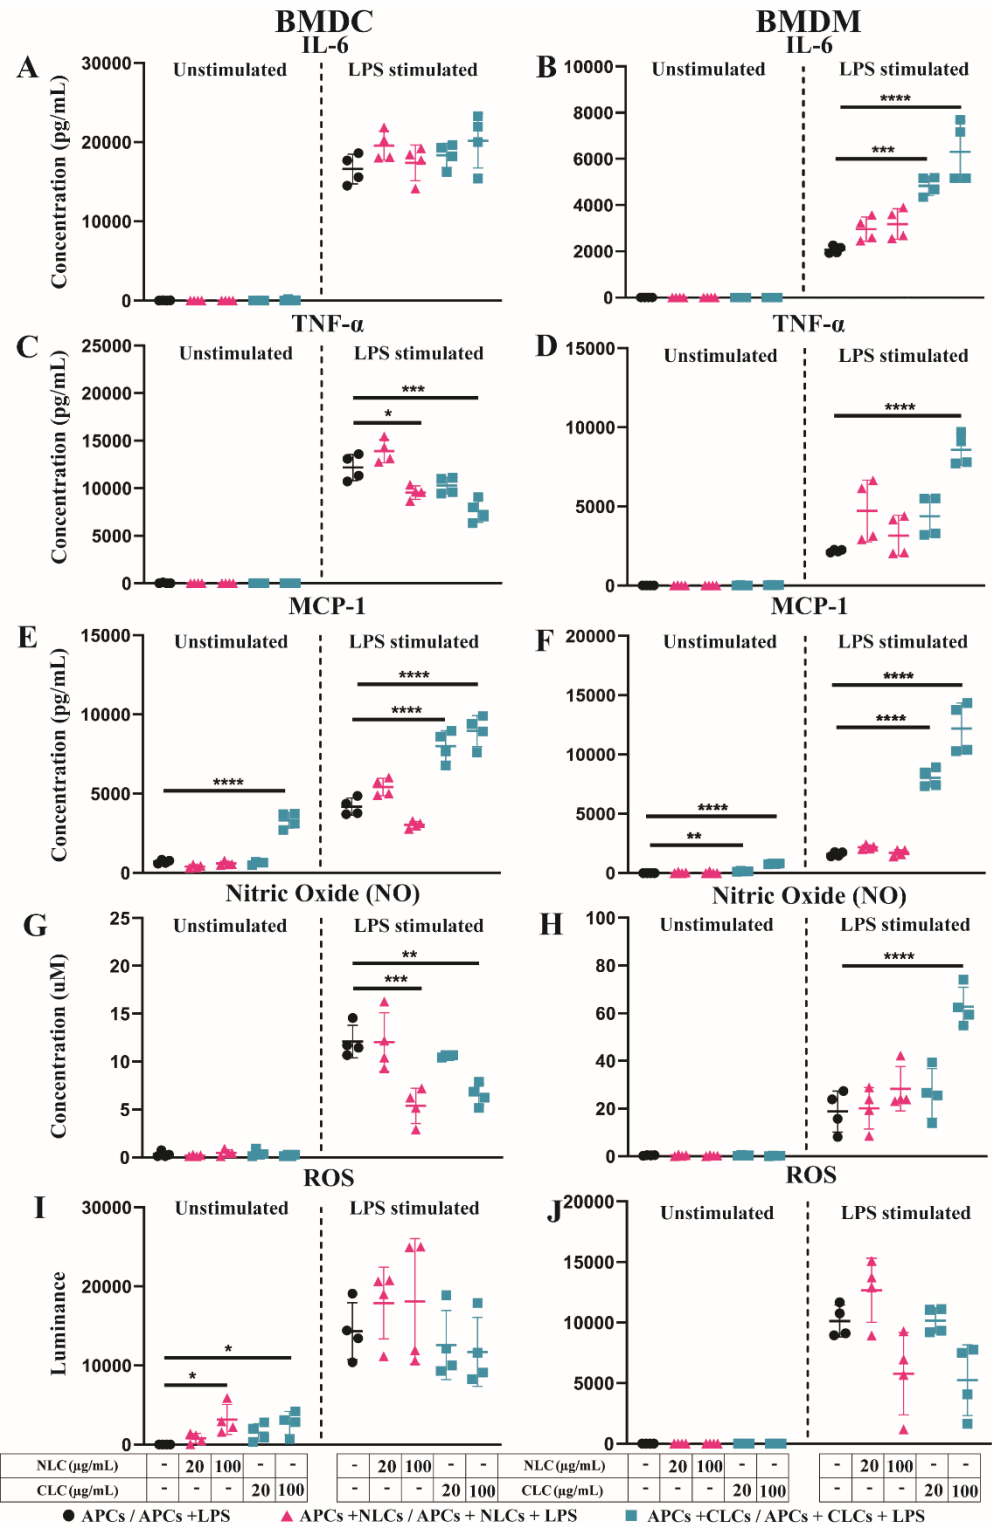 BMDC
BMDM
IL-6
IL-6
A
Unstimulated
LPS stimulated
Concentration (pg/mL)
30000
20000
10000
0
B
Unstimulated
LPS stimulated
10000
8000
6000
4000
2000
0
****
***
TNF-α
TNF-α
C
Unstimulated
LPS stimulated
Concentration (pg/mL)
25000
20000
15000
10000
5000
0
***
*
D
Unstimulated
LPS stimulated
15000
10000
5000
0
****
MCP-1
MCP-1
E
Unstimulated
LPS stimulated
Concentration (pg/mL)
15000
10000
5000
0
****
****
****
F
Unstimulated
LPS stimulated
20000
15000
10000
5000
0
****
**
****
****
Nitric Oxide (NO)
Nitric Oxide (NO)
G
Unstimulated
LPS stimulated
Concentration (uM)
25
20
15
10
5
0
**
***
H
Unstimulated
LPS stimulated
100
80
60
40
20
0
****
ROS
ROS
I
Unstimulated
LPS stimulated
Luminance
30000
20000
10000
0
*
*
J
Unstimulated
LPS stimulated
20000
15000
10000
5000
0
NLC (µg/mL) - 20 100 - - - 20 100 - - NLC (µg/mL) - 20 100 - - - 20 100 - -
CLC (µg/mL) - - - 20 100 - - - 20 100 CLC (µg/mL) - - - 20 100 - - - 20 100
APCs / APCs +LPS APCs +NLCs / APCs + NLCs + LPS APCs +CLCs / APCs + CLCs + LPS